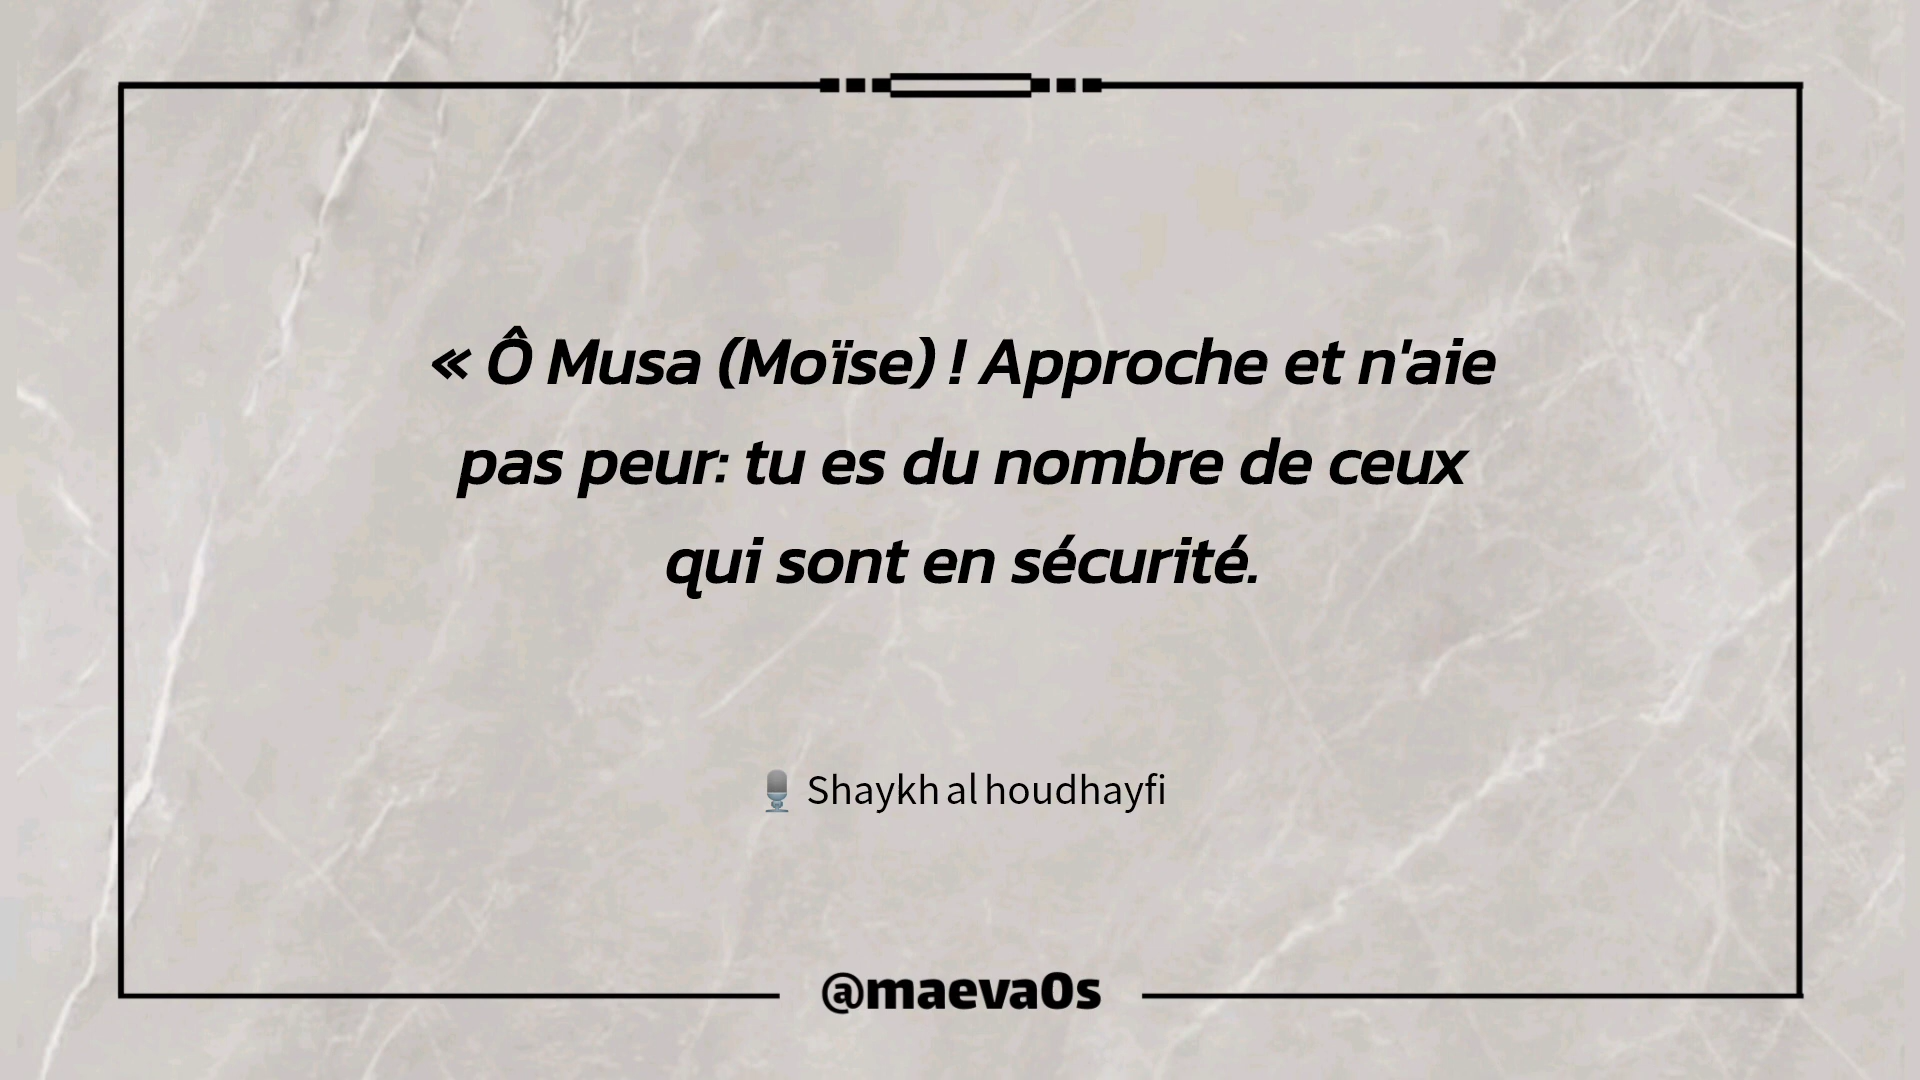 « Ô Musa (Moïse) ! Approche et n'aie
pas peur: tu es du nombre de ceux
qui sont en sécurité.
🎙️ Shaykh al houdhayfi
@maeva0s